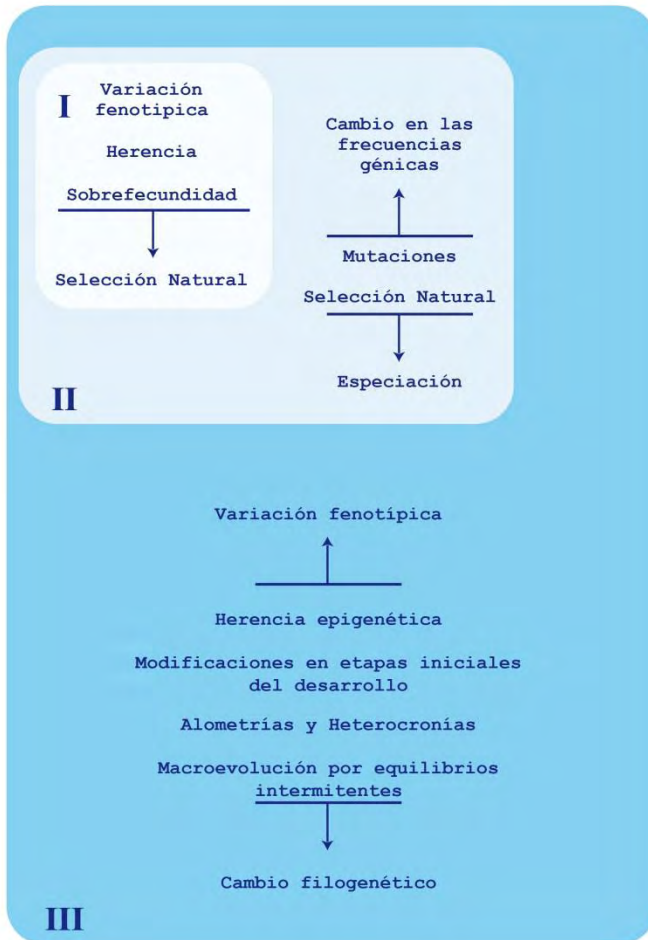 I
Variación
fenotipica
Herencia
Sobrefecundidad
Selección Natural
Cambio en las
frecuencias
génicas
Mutaciones
Selección Natural
Especiación
II
Variación fenotípica
Herencia epigenética
Modificaciones en etapas iniciales
del desarrollo
Alometrías y Heterocronías
Macroevolución por equilibrios
intermitentes
Cambio filogenético
III